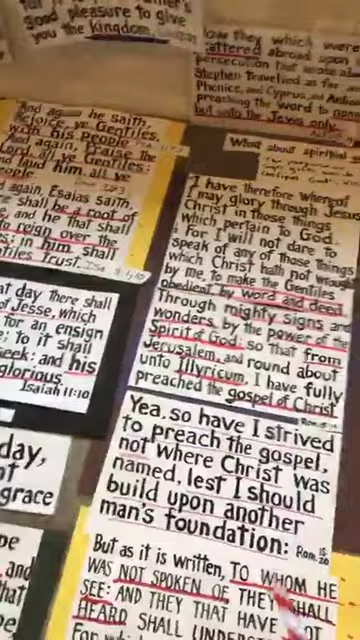 good pleasure to give
you the kingdom.
they which were
scattered abroad upon
persecution that arose
Stephen travelled as far
Phenice, and Cyprus, and
preaching the word to none
but unto the Jews only.
And again he saith,
Rejoice, ye Gentiles,
with his people
And again, Praise the
Lord, all ye Gentiles:
and laud him all ye
people
again, Esaias saith,
shall be a root of
and he that shall
to reign over the
in him shall
Gentiles Trust.
What about spiritual
I have therefore whereof
I may glory through Jesus
Christ in those things
which pertain to God.
For I will not dare to
speak of any of those things
which Christ hath not wrought
by me, to make the Gentiles
obedient, by word and deed,
Through mighty signs and
wonders, by the power of the
Spirit of God; so that from
Jerusalem, and round about
unto Illyricum, I have fully
preached the gospel of Christ
day there shall
of Jesse, which
for an ensign
to it shall
seek: and his
glorious
Isaiah 11:10
day,
grace
Yea, so have I strived
to preach the gospel,
not where Christ was
named, lest I should
build upon another
man's foundation: Rom. 15:20
and
that
But as it is written, TO WHOM HE
WAS NOT SPOKEN OF THEY SHALL
SEE: AND THEY THAT HAVE
HEARD SHALL